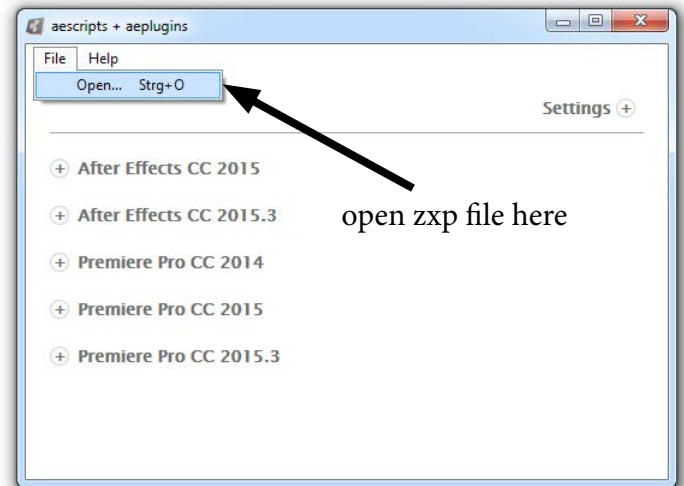 aescripts + aeplugins
File Help
Open... Strg+O
Settings
After Effects CC 2015
After Effects CC 2015.3
open zxp file here
Premiere Pro CC 2014
Premiere Pro CC 2015
Premiere Pro CC 2015.3